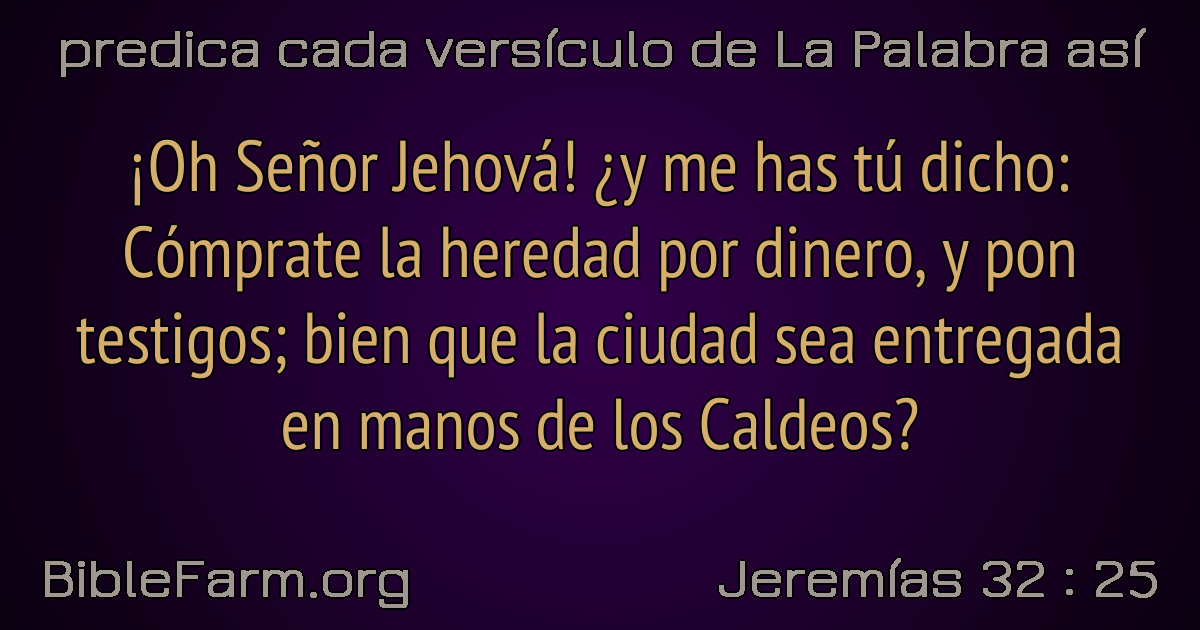 predica cada versículo de La Palabra así
¡Oh Señor Jehová! ¿y me has tú dicho:
Cómprate la heredad por dinero, y pon
testigos; bien que la ciudad sea entregada
en manos de los Caldeos?
BibleFarm.org
Jeremías 32 : 25